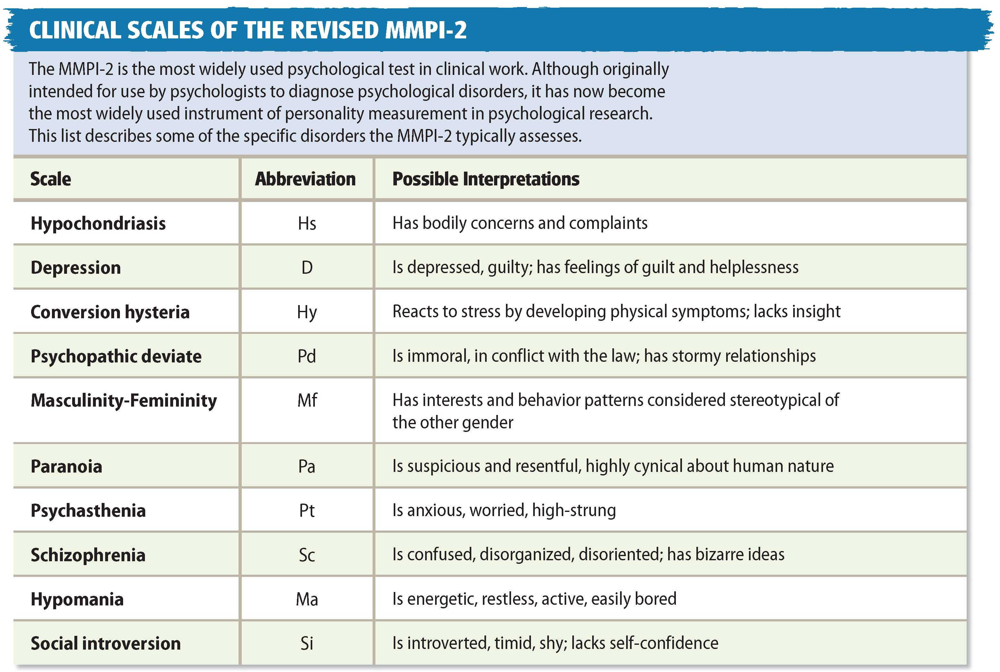 CLINICAL SCALES OF THE REVISED MMPI-2
The MMPI-2 is the most widely used psychological test in clinical work. Although originally
intended for use by psychologists to diagnose psychological disorders, it has now become
the most widely used instrument of personality measurement in psychological research.
This list describes some of the specific disorders the MMPI-2 typically assesses.
Scale Abbreviation Possible Interpretations
Hypochondriasis Hs Has bodily concerns and complaints
Depression D Is depressed, guilty; has feelings of guilt and helplessness
Conversion hysteria Hy Reacts to stress by developing physical symptoms; lacks insight
Psychopathic deviate Pd Is immoral, in conflict with the law; has stormy relationships
Masculinity-Femininity Mf Has interests and behavior patterns considered stereotypical of
the other gender
Paranoia Pa Is suspicious and resentful, highly cynical about human nature
Psychasthenia Pt Is anxious, worried, high-strung
Schizophrenia Sc Is confused, disorganized, disoriented; has bizarre ideas
Hypomania Ma Is energetic, restless, active, easily bored
Social introversion Si Is introverted, timid, shy; lacks self-confidence